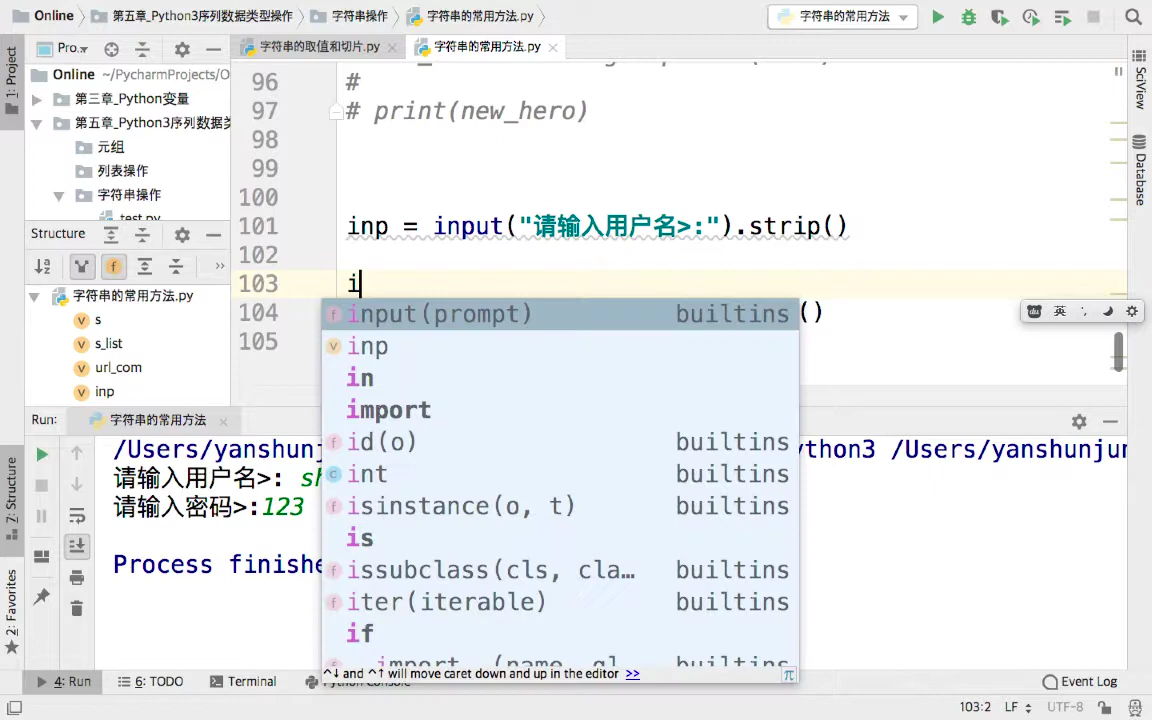 Online 第五章_Python3序列数据类型操作 字符串操作 字符串的常用方法.py 字符串的常用方法
1: Project
Pro... 字符串的取值和切片.py 字符串的常用方法.py
Online ~/PycharmProjects/O
第三章_Python变量
第五章_Python3序列数据类
元组
列表操作
字符串操作
test.py
96 #
97 # print(new_hero)
98
99
100
101 inp = input("请输入用户名>:").strip()
102
103 i
104 ()
105
SciView
Database
Structure
字符串的常用方法.py
s
s_list
url_com
inp
input(prompt) builtins
inp
in
import
id(o) builtins
int builtins
isinstance(o, t) builtins
is
issubclass(cls, cla… builtins
iter(iterable) builtins
if
^↓ and ^↑ will move caret down and up in the editor >>
π
英
Run: 字符串的常用方法
ython3 /Users/yanshunjun
请输入用户名>:
请输入密码>:123
Process
7: Structure
2: Favorites
4: Run 6: TODO Terminal Python Console Event Log
103:2 LF UTF-8